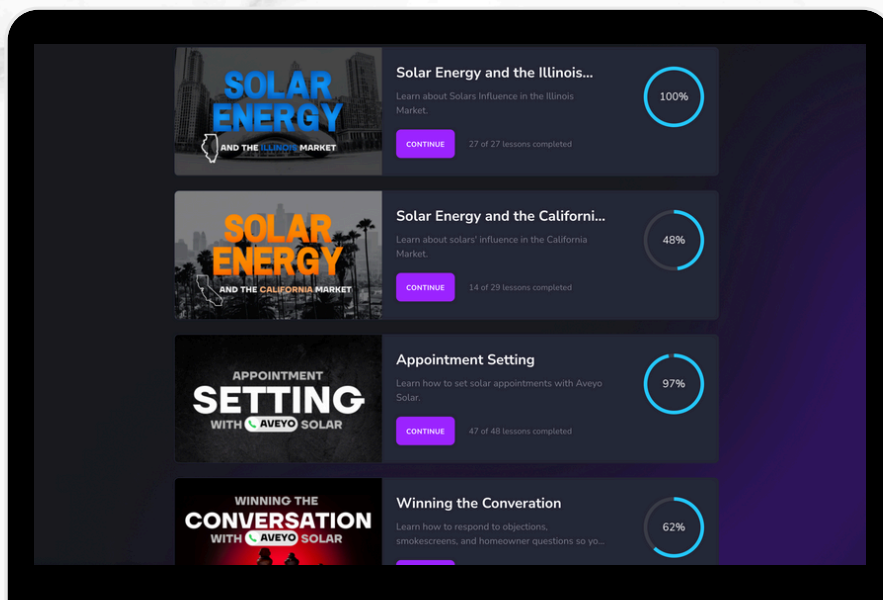 SOLAR
ENERGY
AND THE ILLINOIS MARKET
Solar Energy and the Illinois...
Learn about Solars Influence in the Illinois
Market.
CONTINUE
27 of 27 lessons completed
100%
SOLAR
ENERGY
AND THE CALIFORNIA MARKET
Solar Energy and the Californi...
Learn about solars' influence in the California
Market.
CONTINUE
14 of 29 lessons completed
48%
APPOINTMENT
SETTING
WITH AVEYO SOLAR
Appointment Setting
Learn how to set solar appointments with Aveyo
Solar.
CONTINUE
47 of 48 lessons completed
97%
WINNING THE
CONVERSATION
WITH AVEYO SOLAR
Winning the Converation
Learn how to respond to objections,
smokescreens, and homeowner questions so yo...
62%